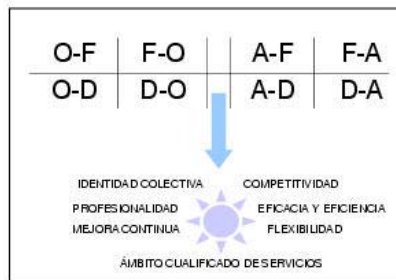 O-F F-O A-F F-A
O-D D-O A-D D-A
IDENTIDAD COLECTIVA COMPETITIVIDAD
PROFESIONALIDAD EFICACIA Y EFICIENCIA
MEJORA CONTINUA FLEXIBILIDAD
ÁMBITO CUALIFICADO DE SERVICIOS